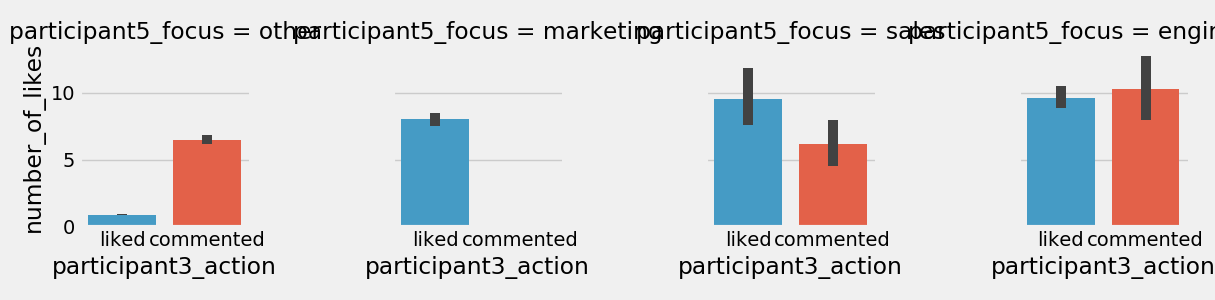 participant5_focus = other
participant5_focus = marketing
participant5_focus = sales
participant5_focus = engin
number_of_likes
10
5
0
liked commented
liked commented
liked commented
liked commented
participant3_action
participant3_action
participant3_action
participant3_action